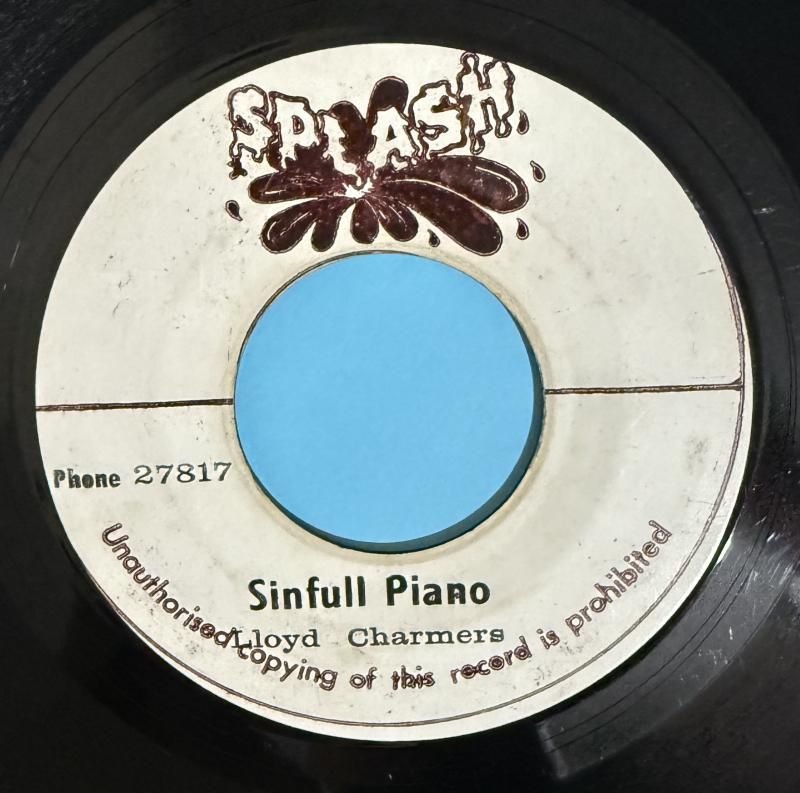 SPLASH
Phone 27817
Sinfull Piano
Lloyd Charmers
Unauthorised copying of this record is prohibited